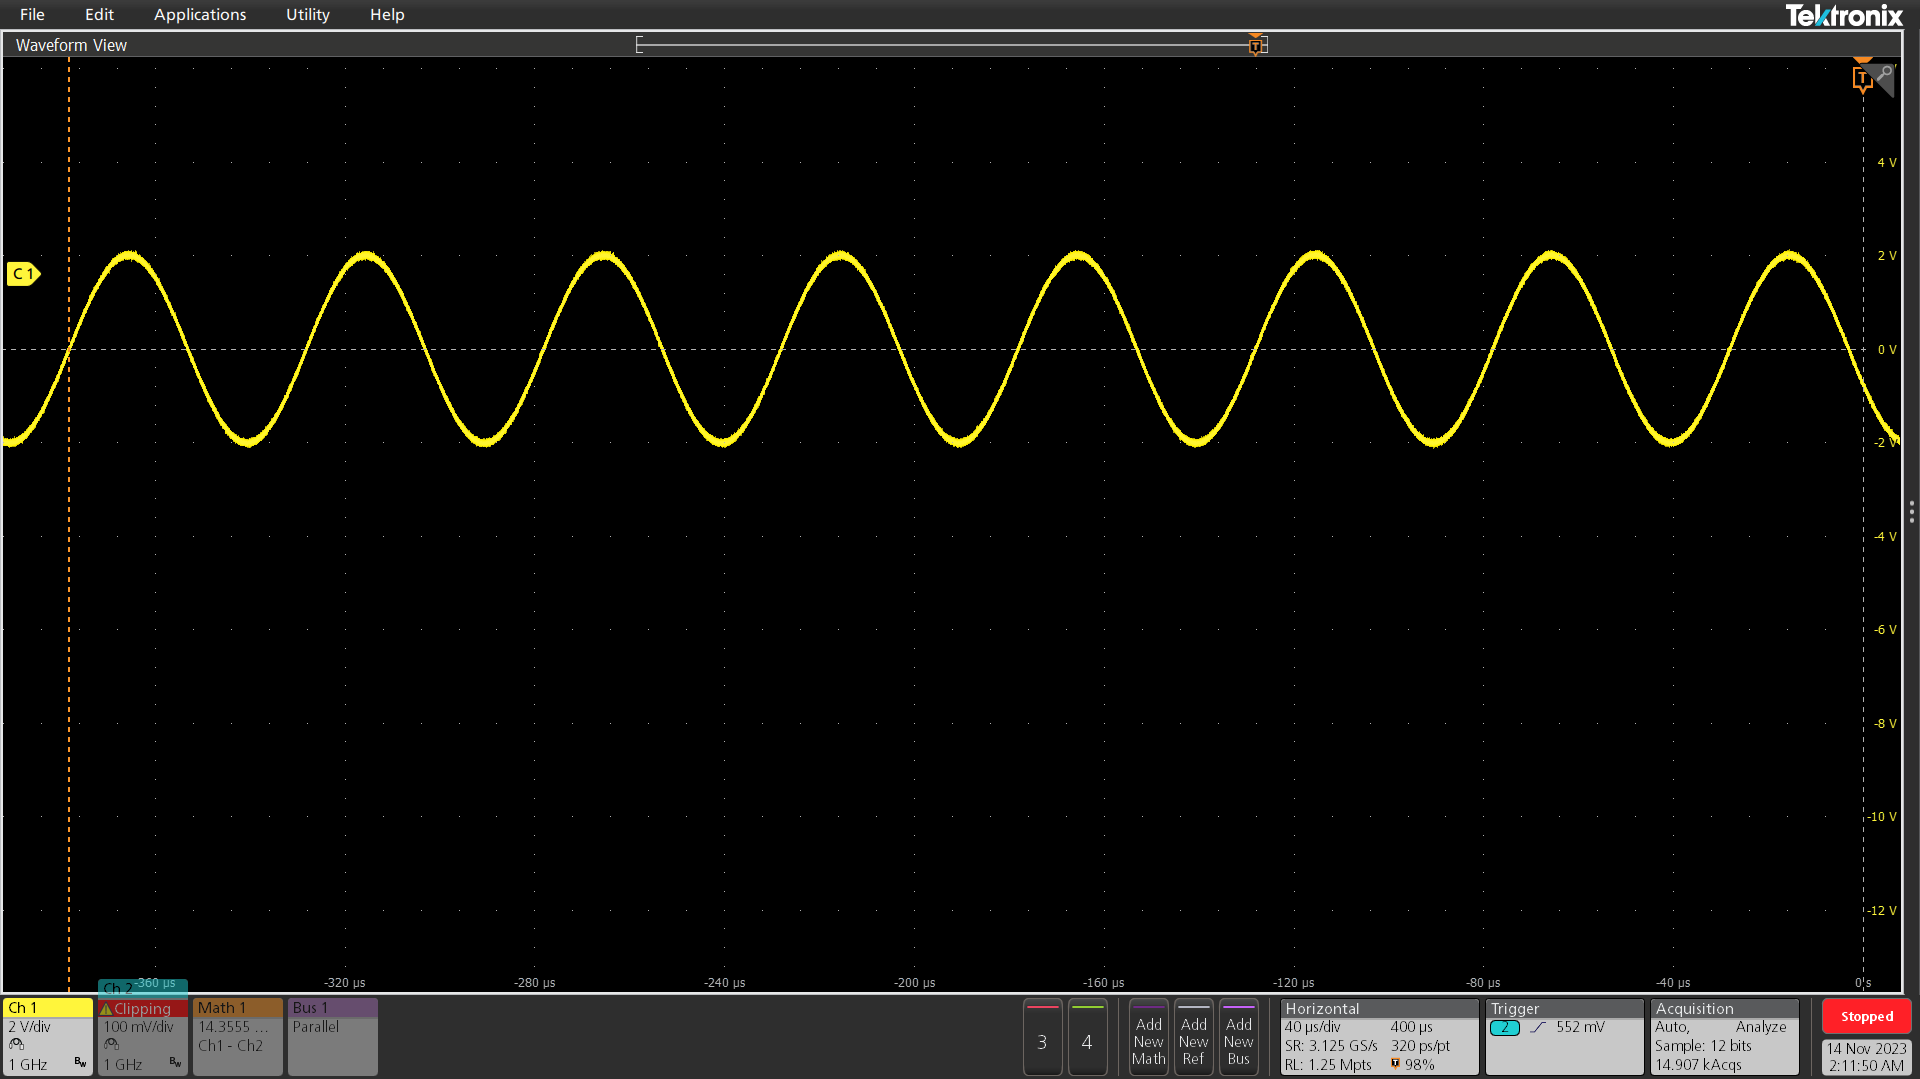 File Edit Applications Utility Help
Tektronix
Waveform View
T
T
C 1
4 V
2 V
0 V
-2 V
-4 V
-6 V
-8 V
-10 V
-12 V
-360 µs -320 µs -280 µs -240 µs -200 µs -160 µs -120 µs -80 µs -40 µs 0 s
Ch 1
2 V/div
1 GHz Bw
Ch 2
Clipping
100 mV/div
1 GHz Bw
Math 1
14.3555 ...
Ch1 - Ch2
Bus 1
Parallel
3
4
Add
New
Math
Add
New
Ref
Add
New
Bus
Horizontal
40 µs/div 400 µs
SR: 3.125 GS/s 320 ps/pt
RL: 1.25 Mpts T 98%
Trigger
2 552 mV
Acquisition
Auto, Analyze
Sample: 12 bits
14.907 kAcqs
Stopped
14 Nov 2023
2:11:50 AM